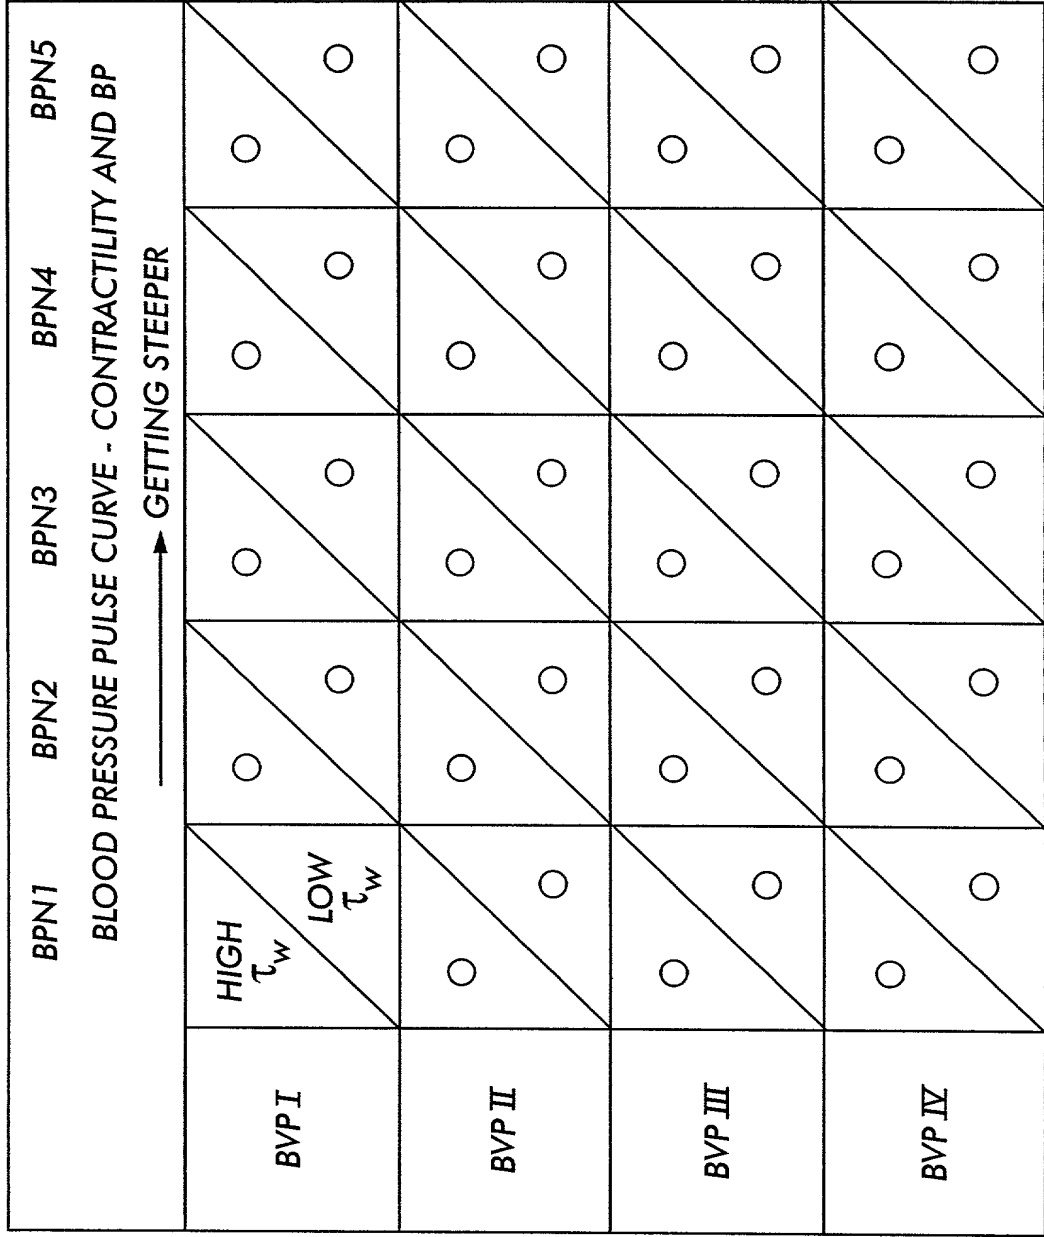 BPN1 BPN2 BPN3 BPN4 BPN5
BLOOD PRESSURE PULSE CURVE - CONTRACTILITY AND BP
GETTING STEEPER
BVP I
HIGH
τw
LOW
τw
BVP II
BVP III
BVP IV